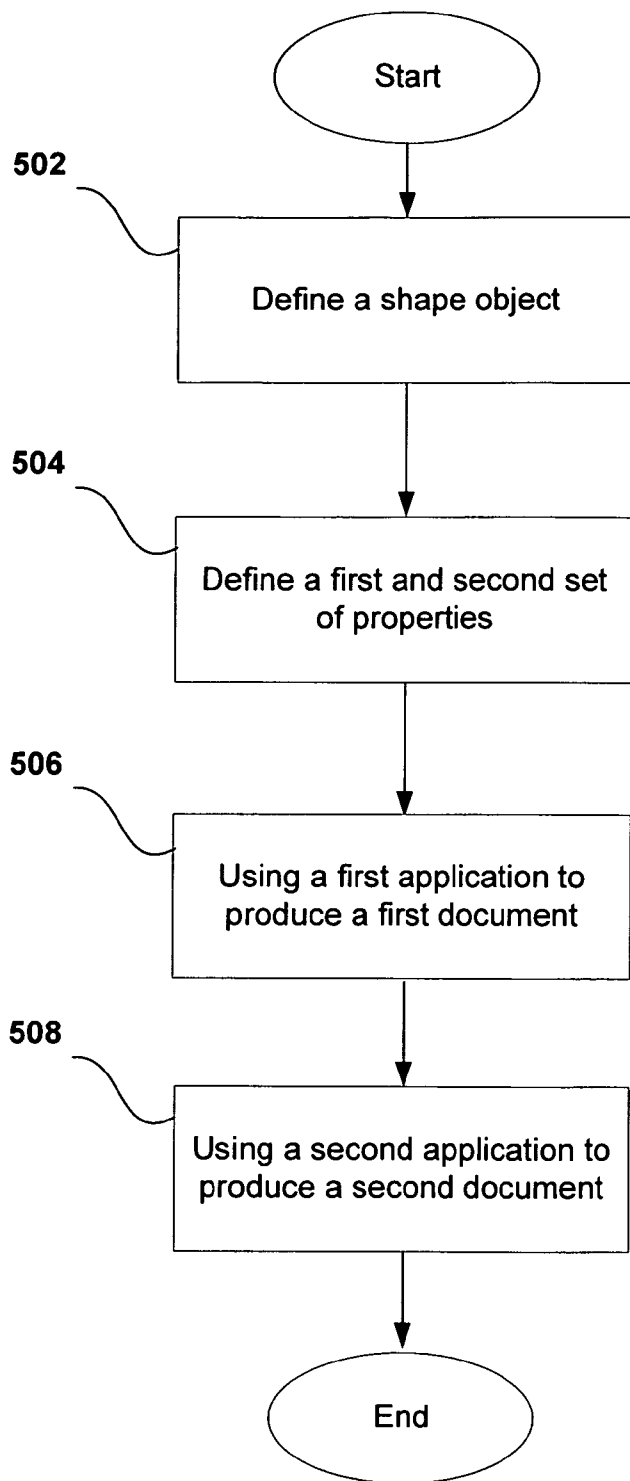 Start
502
Define a shape object
504
Define a first and second set
of properties
506
Using a first application to
produce a first document
508
Using a second application to
produce a second document
End